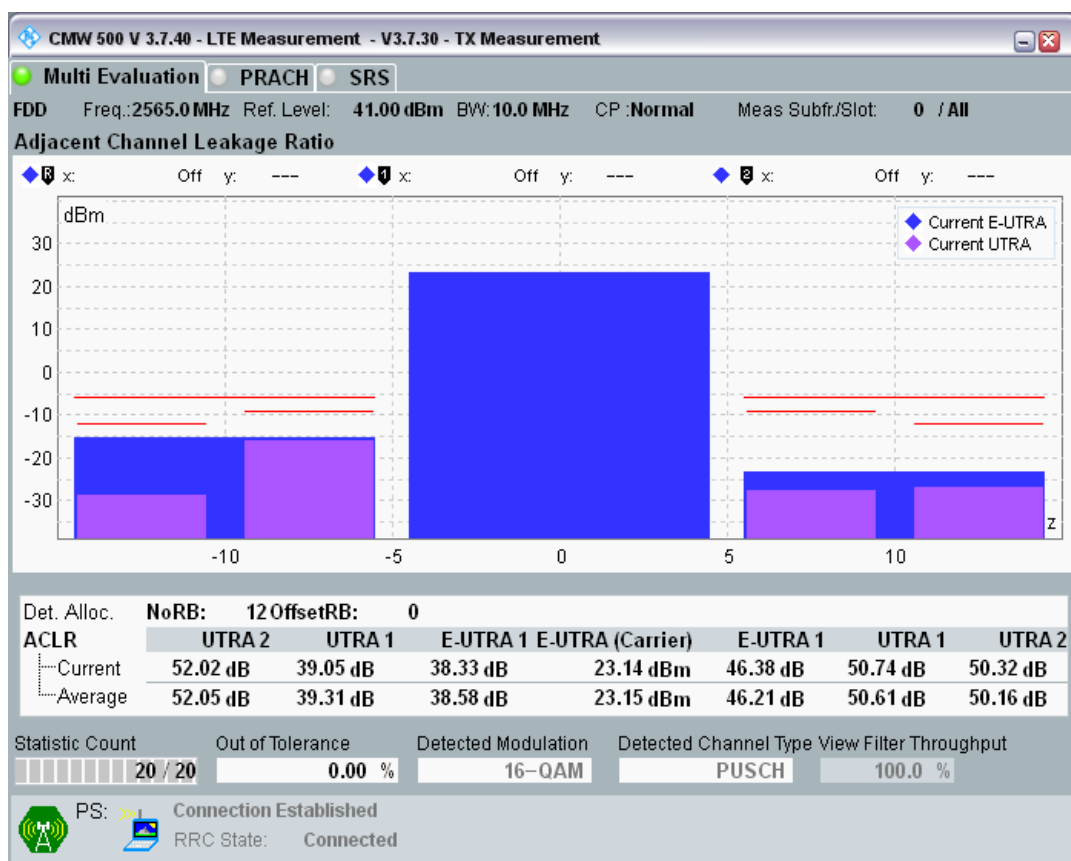 CMW 500 V 3.7.40 - LTE Measurement - V3.7.30 - TX Measurement
Multi Evaluation PRACH SRS
FDD Freq.:2565.0 MHz Ref. Level: 41.00 dBm BW: 10.0 MHz CP :Normal Meas Subfr./Slot: 0 / All
Adjacent Channel Leakage Ratio
R x: Off y: --- 1 x: Off y: --- 2 x: Off y: ---
dBm
Current E-UTRA
Current UTRA
30
20
10
0
-10
-20
-30
z
-10 -5 0 5 10
Det. Alloc. NoRB: 12 OffsetRB: 0
ACLR UTRA 2 UTRA 1 E-UTRA 1 E-UTRA (Carrier) E-UTRA 1 UTRA 1 UTRA 2
Current 52.02 dB 39.05 dB 38.33 dB 23.14 dBm 46.38 dB 50.74 dB 50.32 dB
Average 52.05 dB 39.31 dB 38.58 dB 23.15 dBm 46.21 dB 50.61 dB 50.16 dB
Statistic Count Out of Tolerance Detected Modulation Detected Channel Type View Filter Throughput
20 / 20 0.00 % 16-QAM PUSCH 100.0 %
PS: Connection Established
RRC State: Connected